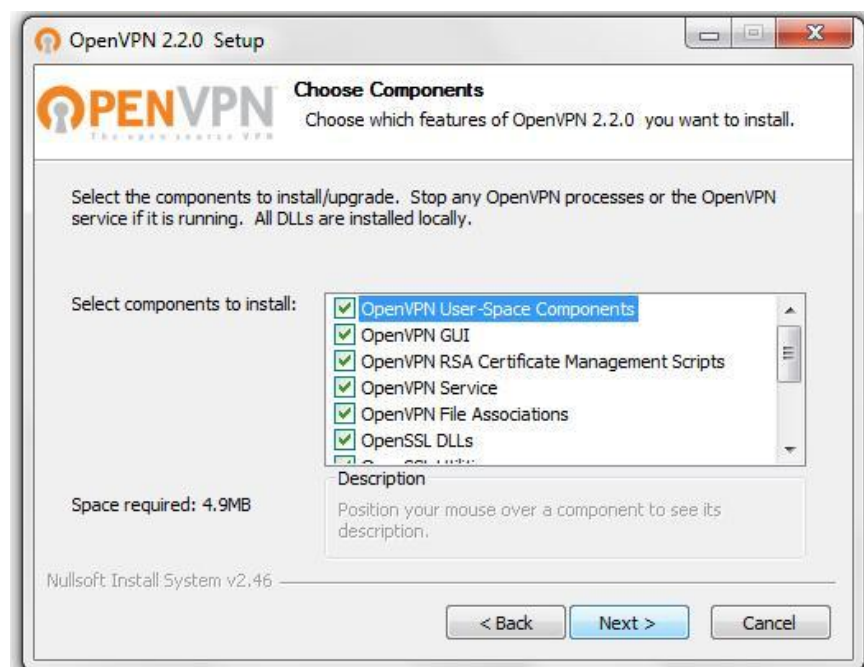 OpenVPN 2.2.0 Setup
OPENVPN
The open source VPN
Choose Components
Choose which features of OpenVPN 2.2.0 you want to install.
Select the components to install/upgrade. Stop any OpenVPN processes or the OpenVPN
service if it is running. All DLLs are installed locally.
Select components to install:
OpenVPN User-Space Components
OpenVPN GUI
OpenVPN RSA Certificate Management Scripts
OpenVPN Service
OpenVPN File Associations
OpenSSL DLLs
Space required: 4.9MB
Description
Position your mouse over a component to see its
description.
Nullsoft Install System v2.46
< Back
Next >
Cancel